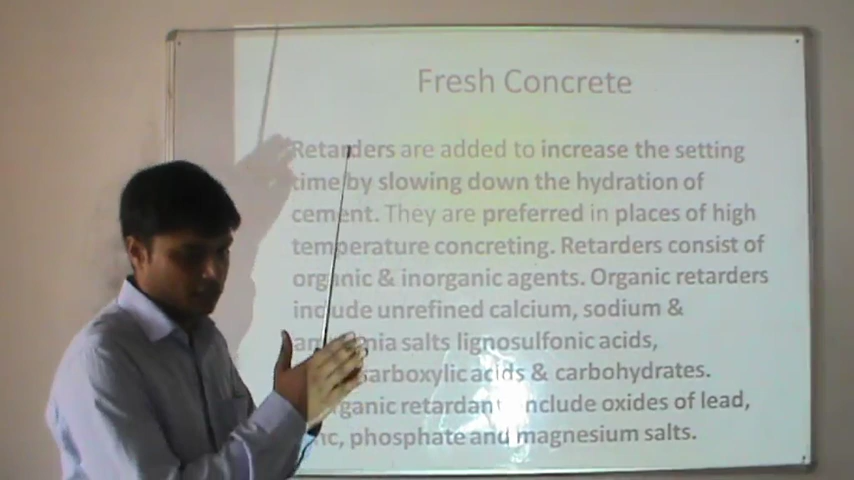 Fresh Concrete
Retarders are added to increase the setting
time by slowing down the hydration of
cement. They are preferred in places of high
temperature concreting. Retarders consist of
organic & inorganic agents. Organic retarders
include unrefined calcium, sodium &
salts lignosulfonic acids,
acids & carbohydrates.
retardant include oxides of lead,
phosphate and magnesium salts.